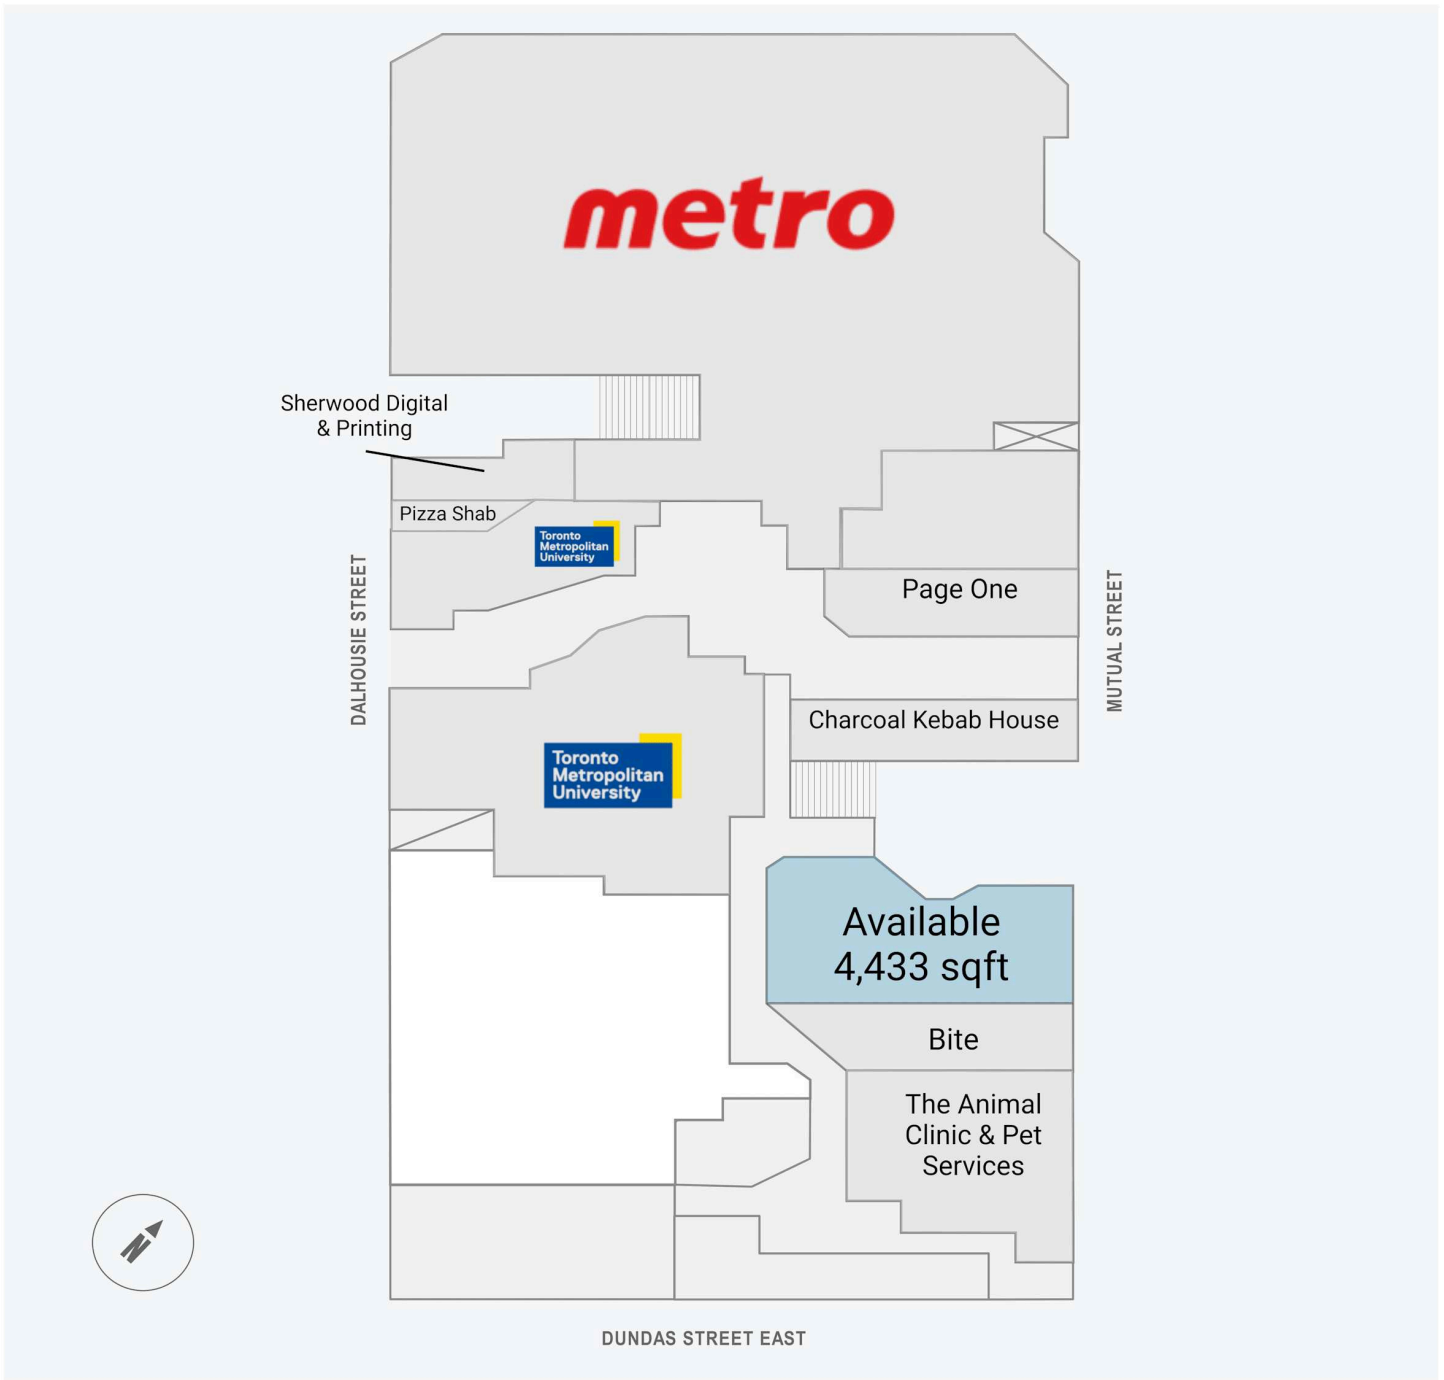 metro
Sherwood Digital
& Printing
Pizza Shab
Toronto
Metropolitan
University
Page One
DALHOUSIE STREET
MUTUAL STREET
Charcoal Kebab House
Toronto
Metropolitan
University
Available
4,433 sqft
Bite
The Animal
Clinic & Pet
Services
N
DUNDAS STREET EAST